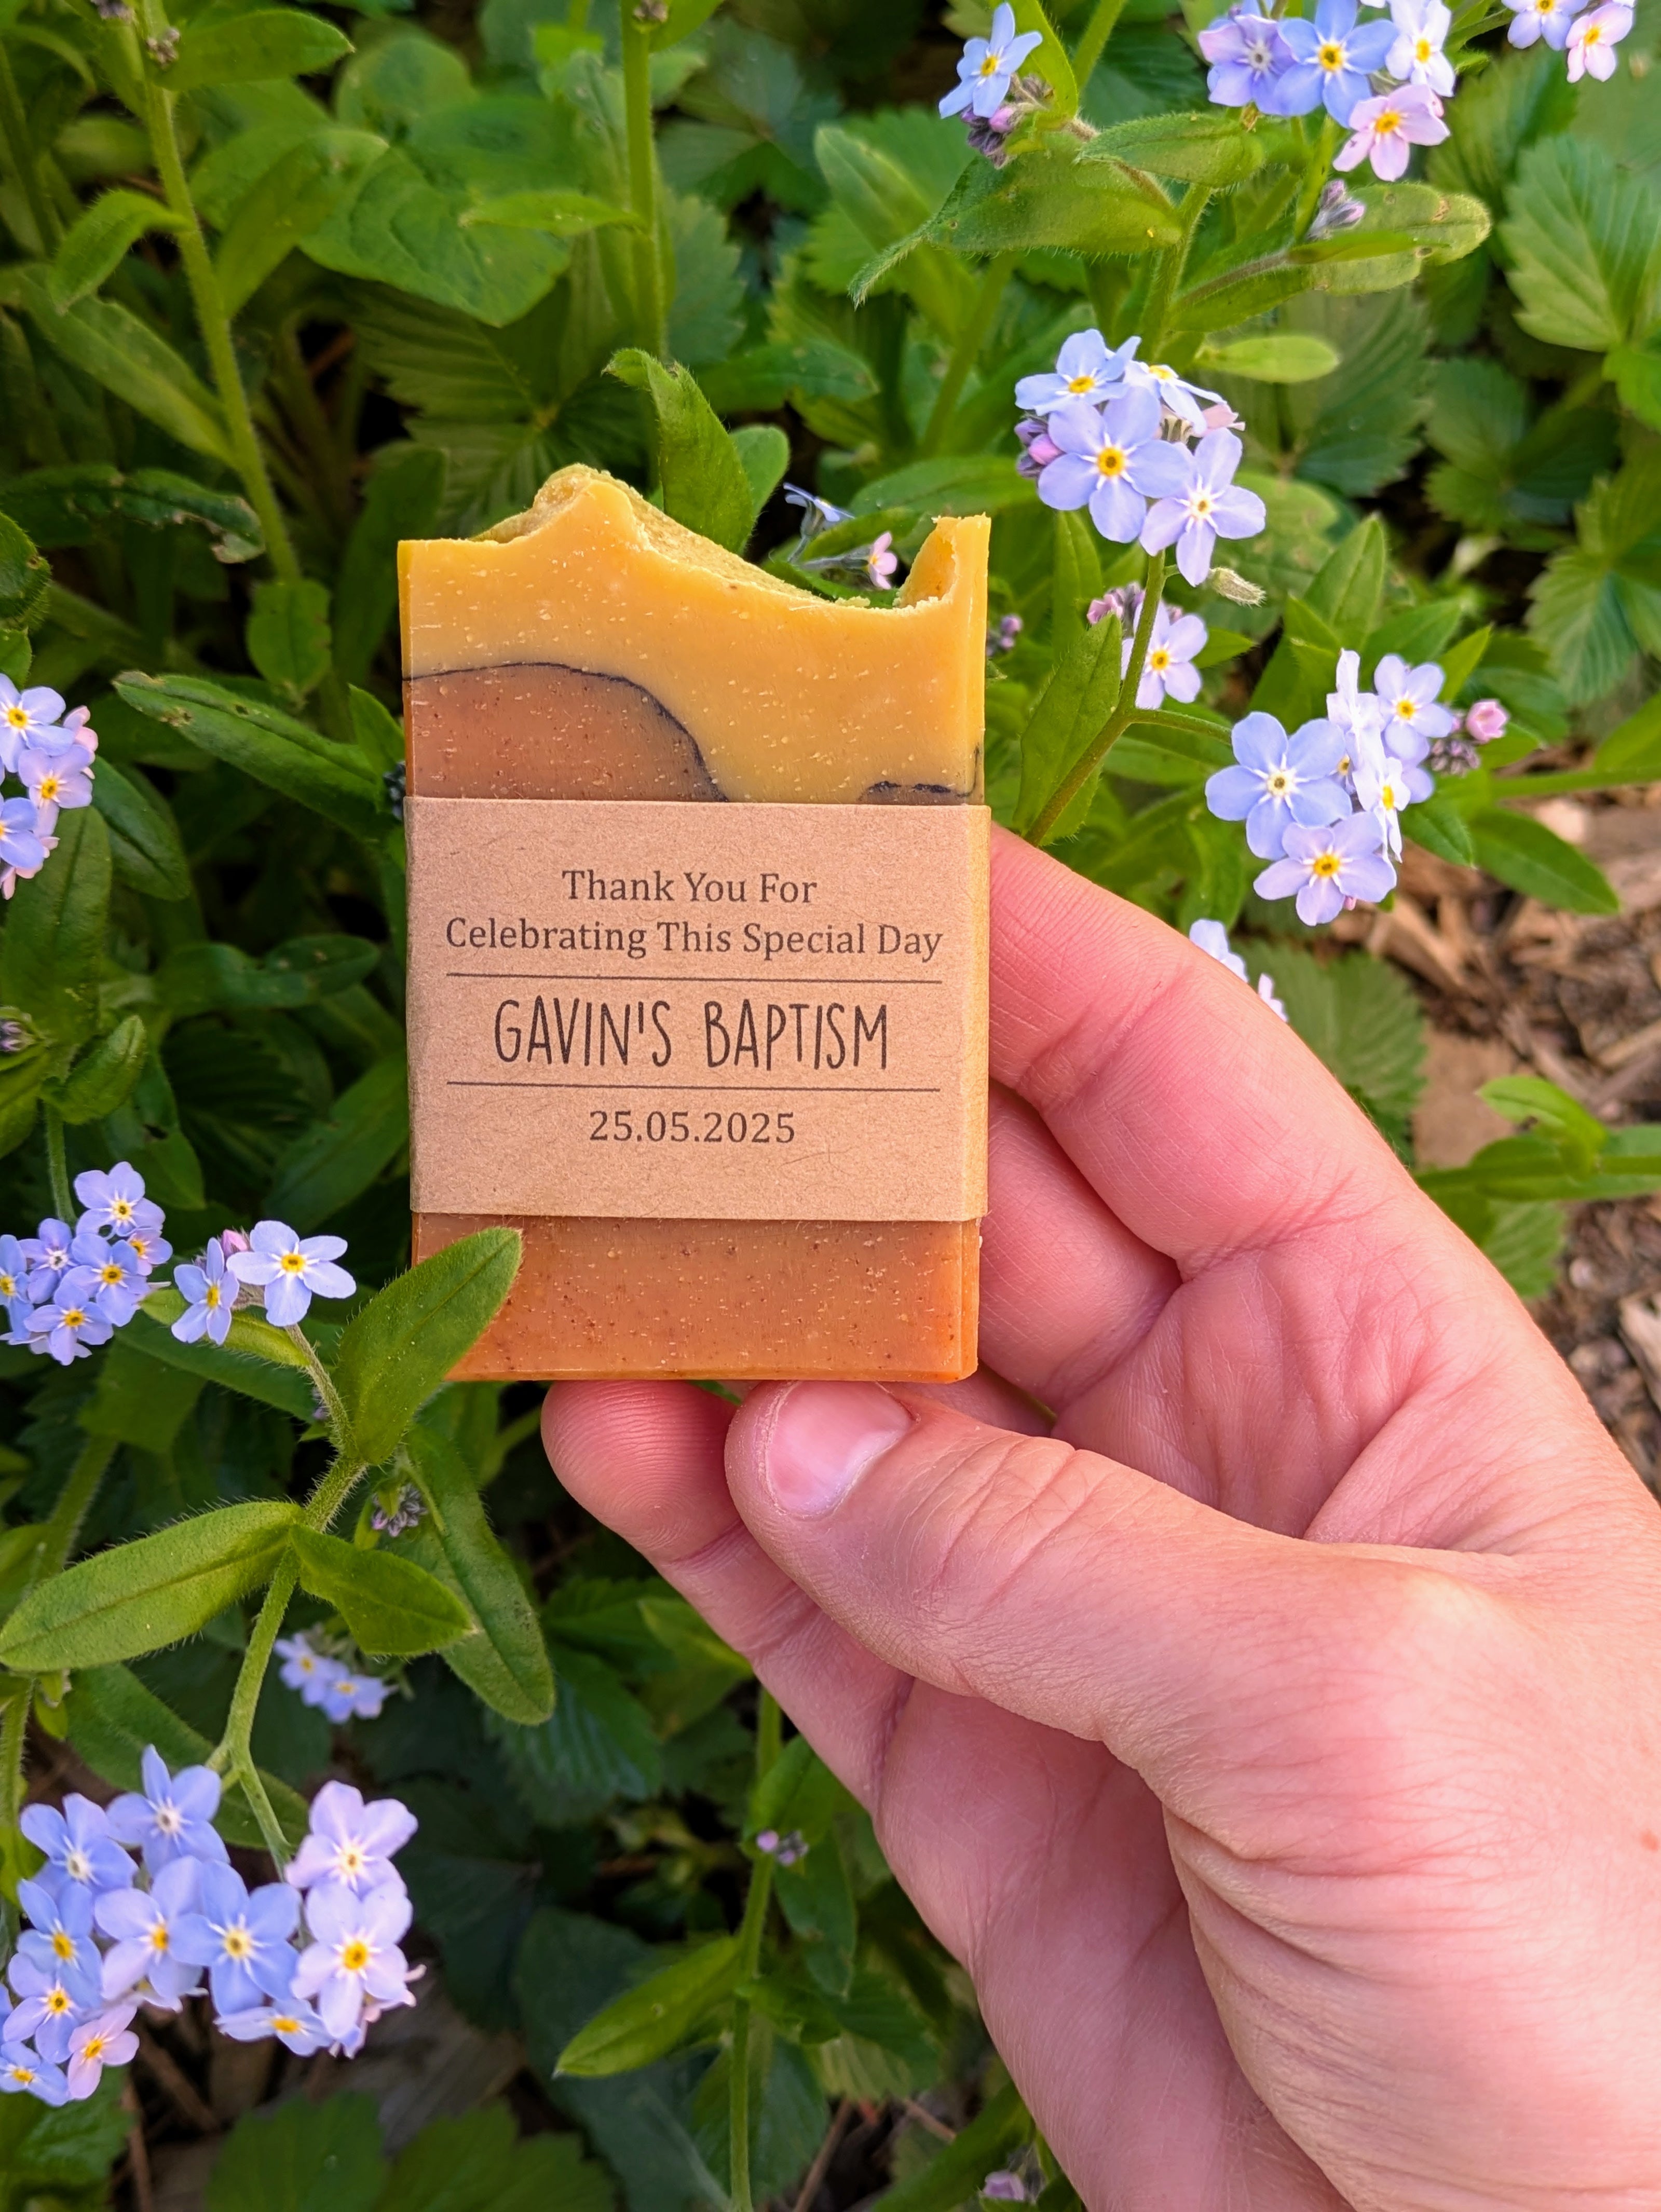 Thank You For
Celebrating This Special Day
GAVIN'S BAPTISM
25.05.2025